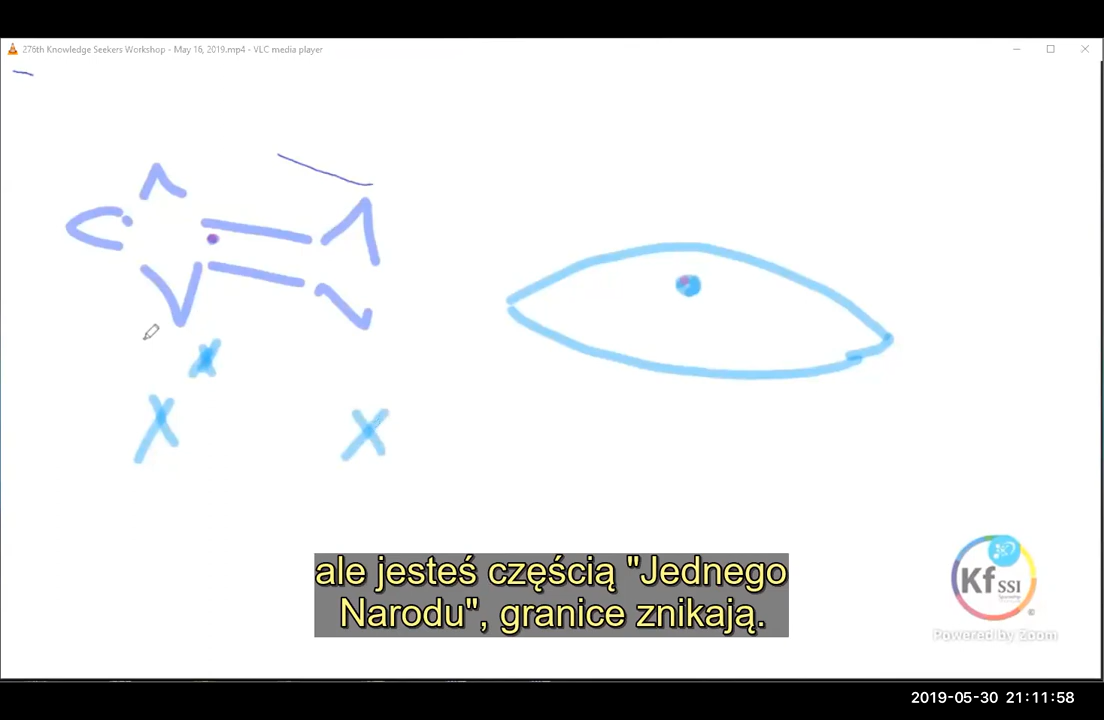 276th Knowledge Seekers Workshop - May 16, 2019.mp4 - VLC media player
ale jesteś częścią "Jednego
Narodu", granice znikają.
Kf SSI
Powered by Zoom
2019-05-30 21:11:58